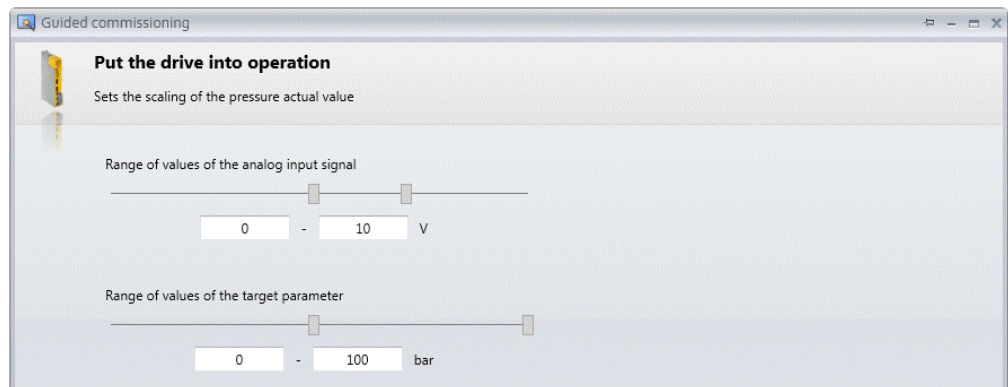 Guided commissioning
Put the drive into operation
Sets the scaling of the pressure actual value
Range of values of the analog input signal
0 - 10 V
Range of values of the target parameter
0 - 100 bar